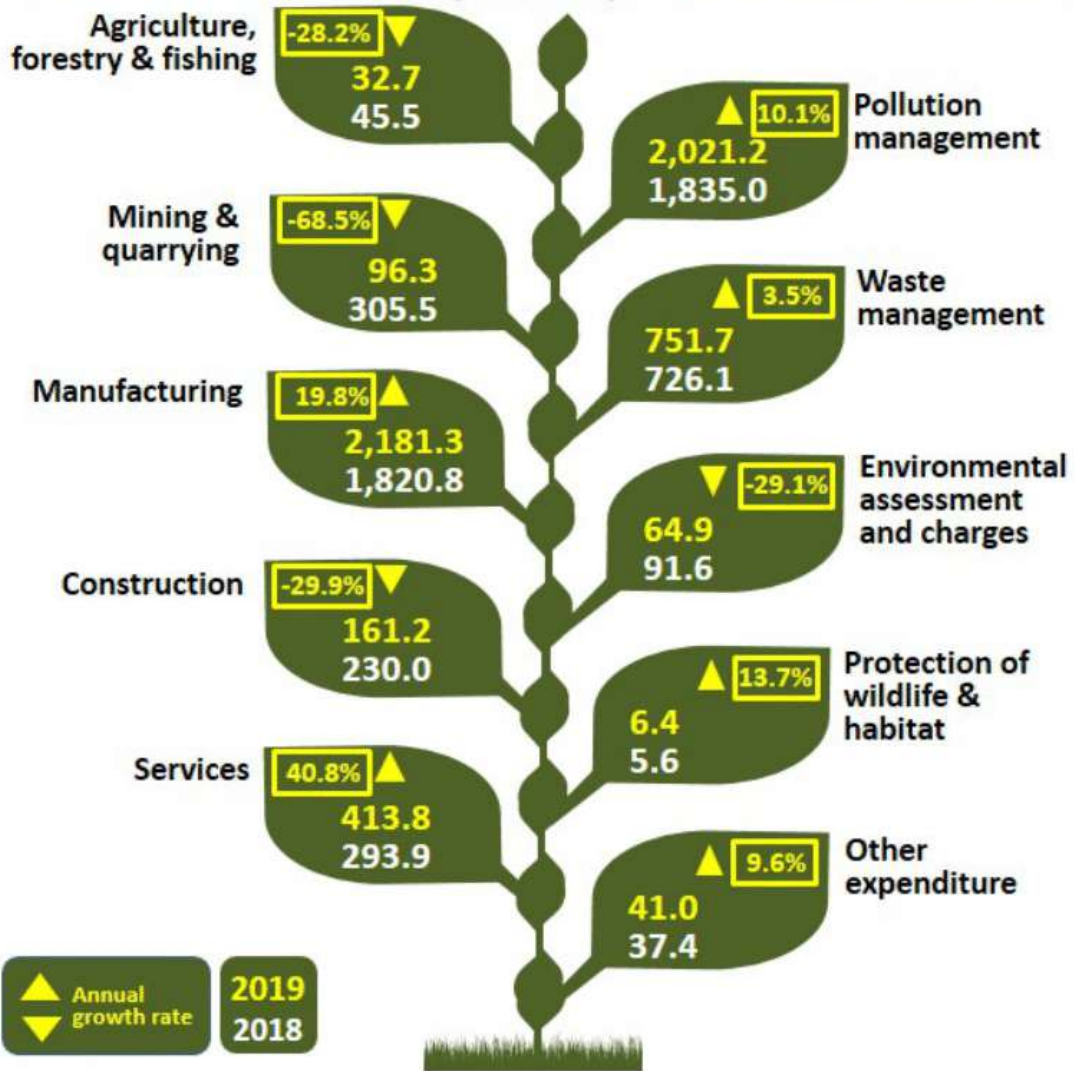 Agriculture,
forestry & fishing
-28.2%
32.7
45.5
Pollution
management
10.1%
2,021.2
1,835.0
Mining &
quarrying
-68.5%
96.3
305.5
Waste
management
3.5%
751.7
726.1
Manufacturing
19.8%
2,181.3
1,820.8
Environmental
assessment
and charges
-29.1%
64.9
91.6
Construction
-29.9%
161.2
230.0
Protection of
wildlife &
habitat
13.7%
6.4
5.6
Services
40.8%
413.8
293.9
Other
expenditure
9.6%
41.0
37.4
Annual
growth rate
2019
2018